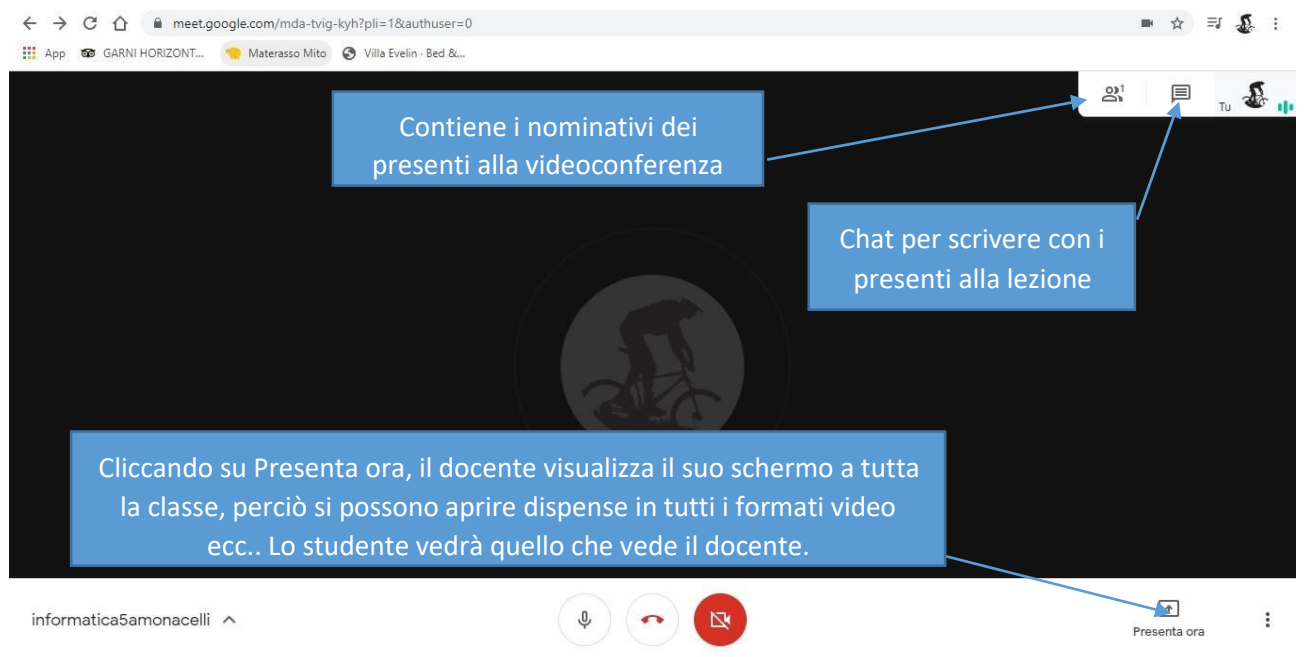 meet.google.com/mda-tvig-kyh?pli=1&authuser=0
App GARNI HORIZONT... Materasso Mito Villa Evelin - Bed &...
1
Tu
Contiene i nominativi dei
presenti alla videoconferenza
Chat per scrivere con i
presenti alla lezione
Cliccando su Presenta ora, il docente visualizza il suo schermo a tutta
la classe, perciò si possono aprire dispense in tutti i formati video
ecc.. Lo studente vedrà quello che vede il docente.
informatica5amonacelli
Presenta ora